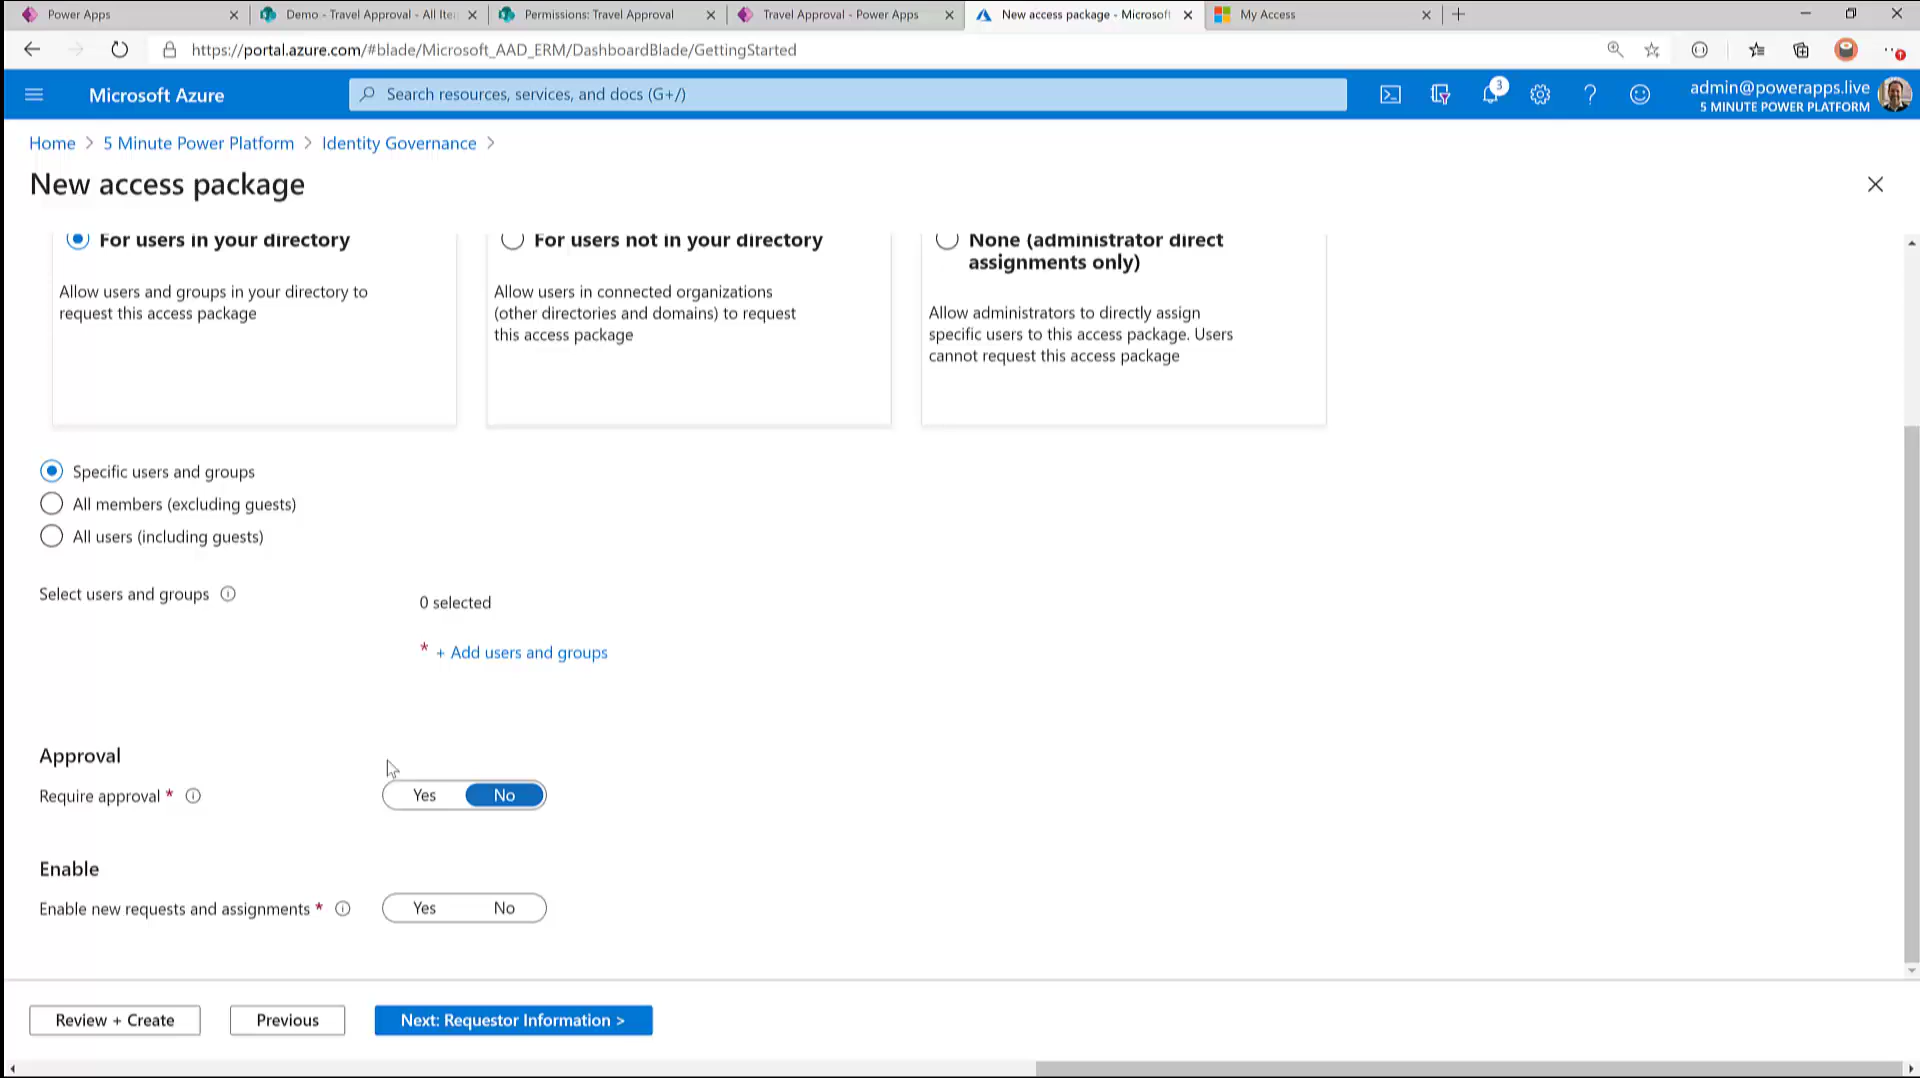 Power Apps
Demo - Travel Approval - All Ite
Permissions: Travel Approval
Travel Approval - Power Apps
New access package - Microsoft
My Access
https://portal.azure.com/#blade/Microsoft_AAD_ERM/DashboardBlade/GettingStarted
Microsoft Azure
Search resources, services, and docs (G+/)
3
admin@powerapps.live
5 MINUTE POWER PLATFORM
Home > 5 Minute Power Platform > Identity Governance >
New access package
For users in your directory
Allow users and groups in your directory to
request this access package
For users not in your directory
Allow users in connected organizations
(other directories and domains) to request
this access package
None (administrator direct
assignments only)
Allow administrators to directly assign
specific users to this access package. Users
cannot request this access package
Specific users and groups
All members (excluding guests)
All users (including guests)
Select users and groups
0 selected
* + Add users and groups
Approval
Require approval *
Yes No
Enable
Enable new requests and assignments *
Yes No
Review + Create
Previous
Next: Requestor Information >